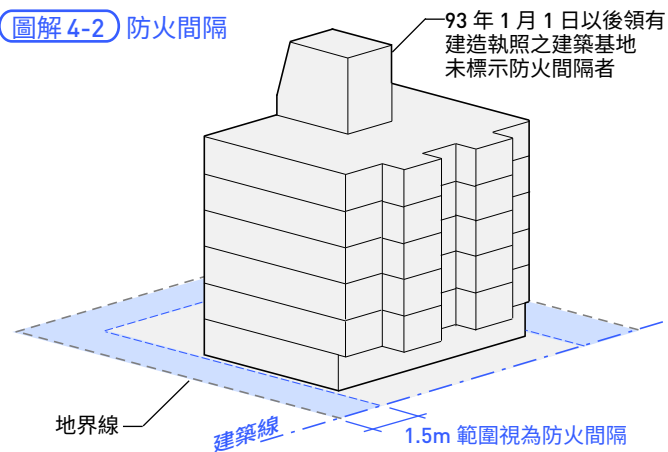 圖解 4-2 防火間隔
93 年 1 月 1 日以後領有
建造執照之建築基地
未標示防火間隔者
地界線
建築線
1.5m 範圍視為防火間隔